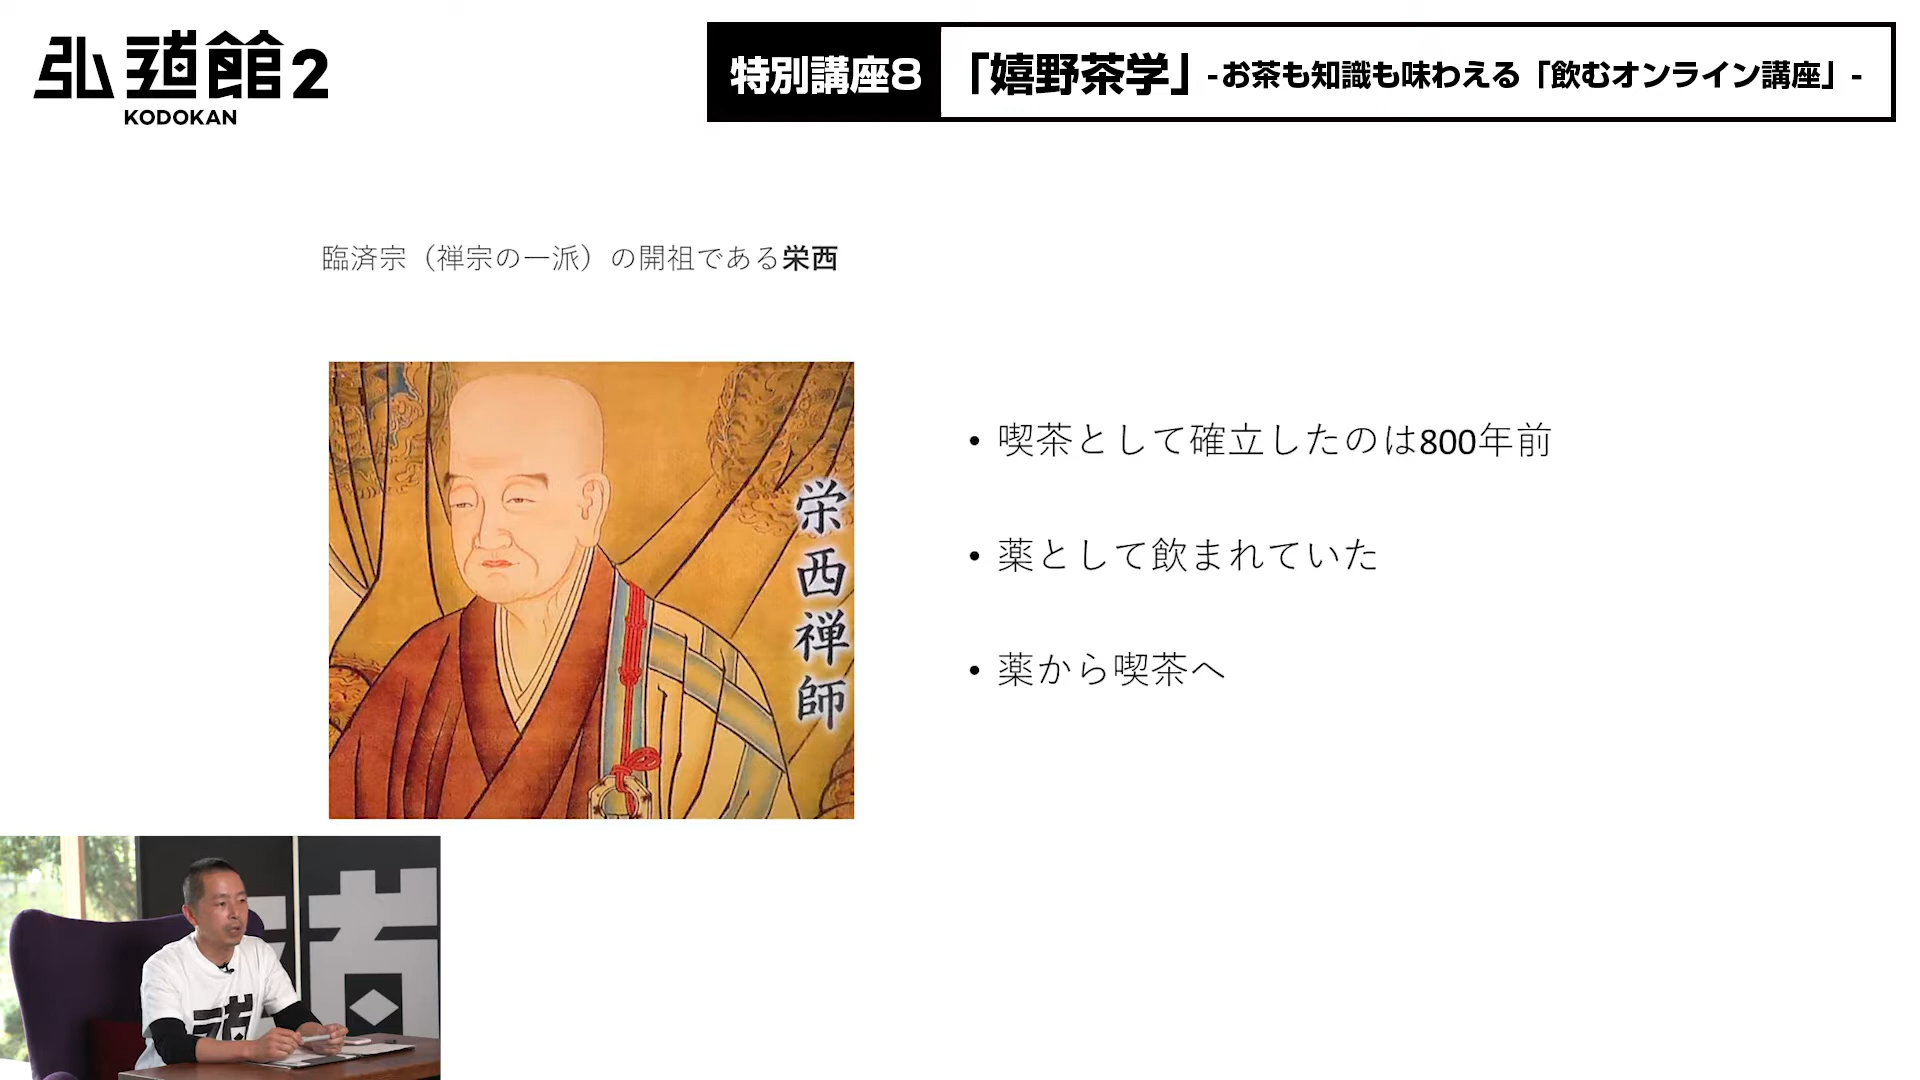 弘道館2
KODOKAN
特別講座8
「嬉野茶学」-お茶も知識も味わえる「飲むオンライン講座」-
臨済宗（禅宗の一派）の開祖である栄西
栄西禅師
• 喫茶として確立したのは800年前
• 薬として飲まれていた
• 薬から喫茶へ